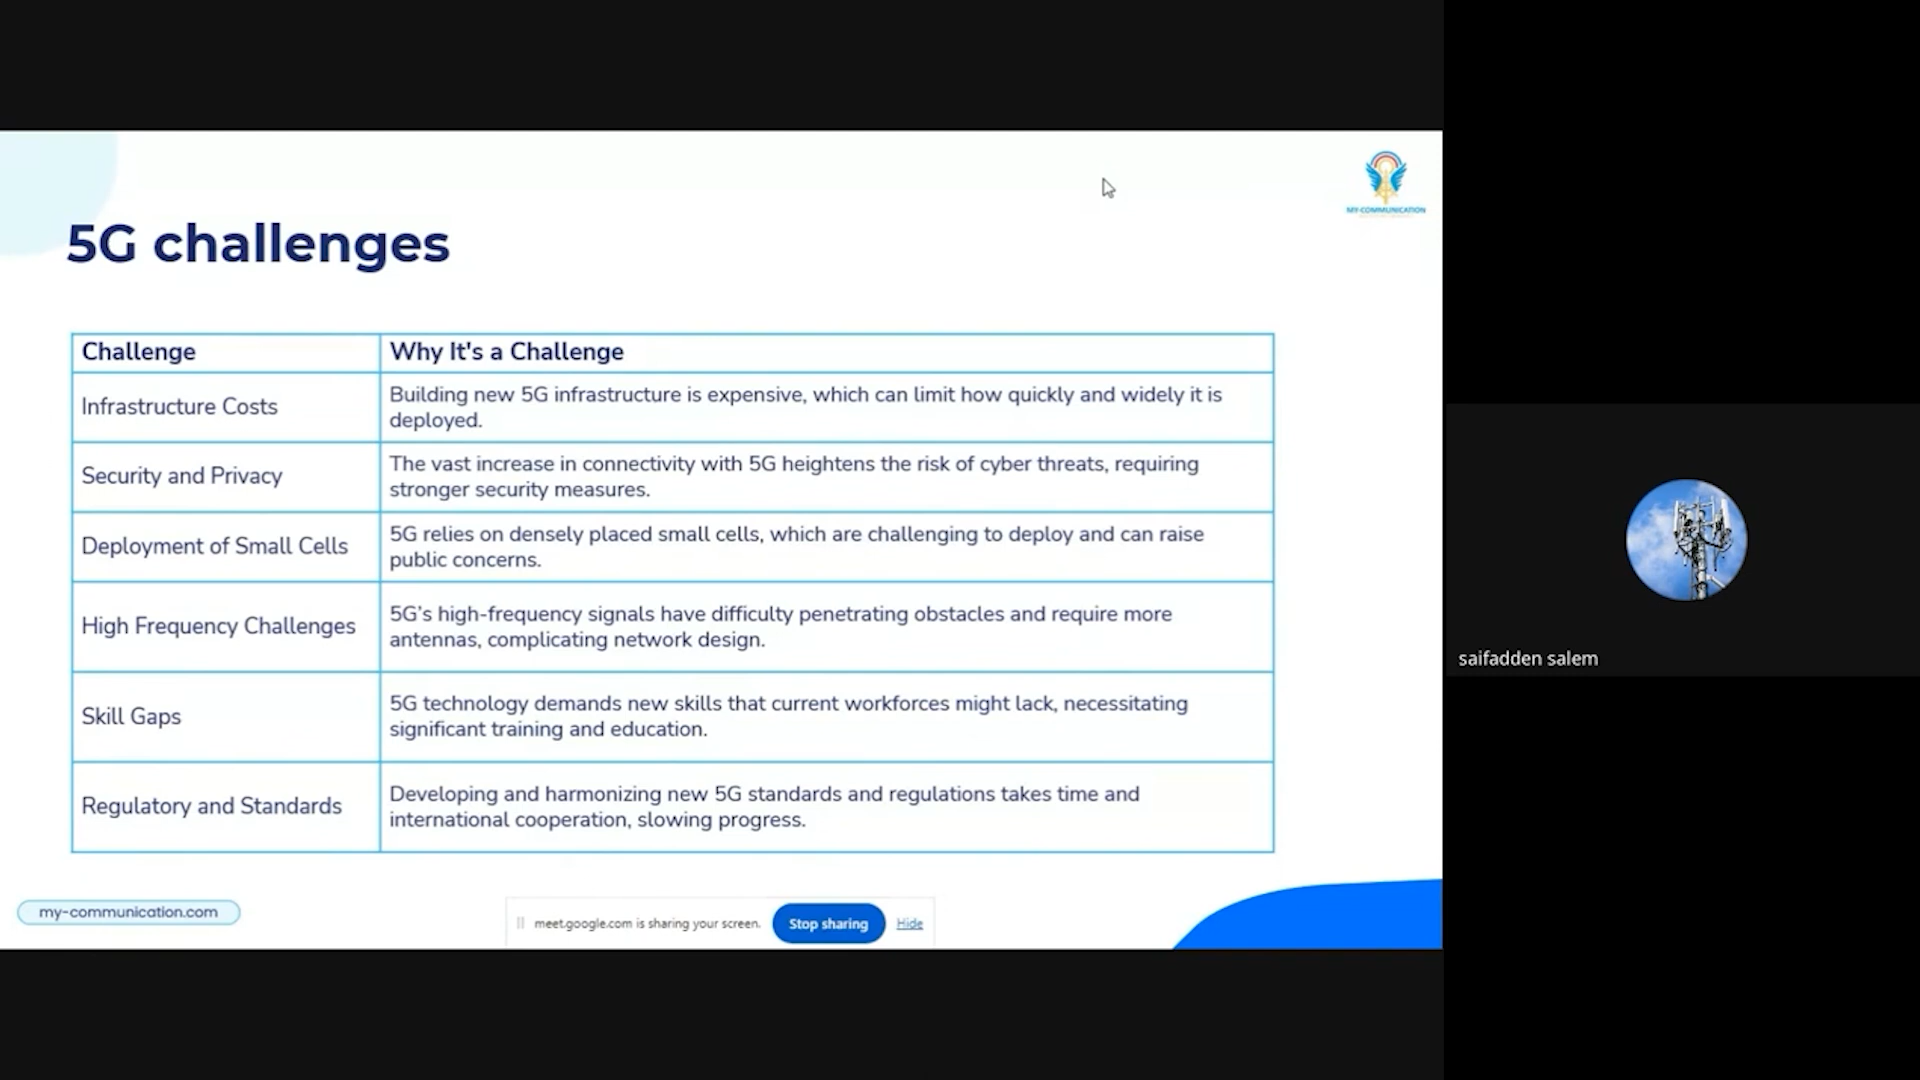 MY-COMMUNICATION
5G challenges
Challenge
Why It's a Challenge
Infrastructure Costs
Building new 5G infrastructure is expensive, which can limit how quickly and widely it is
deployed.
Security and Privacy
The vast increase in connectivity with 5G heightens the risk of cyber threats, requiring
stronger security measures.
Deployment of Small Cells
5G relies on densely placed small cells, which are challenging to deploy and can raise
public concerns.
High Frequency Challenges
5G's high-frequency signals have difficulty penetrating obstacles and require more
antennas, complicating network design.
Skill Gaps
5G technology demands new skills that current workforces might lack, necessitating
significant training and education.
Regulatory and Standards
Developing and harmonizing new 5G standards and regulations takes time and
international cooperation, slowing progress.
my-communication.com
meet.google.com is sharing your screen.
Stop sharing
Hide
saifadden salem